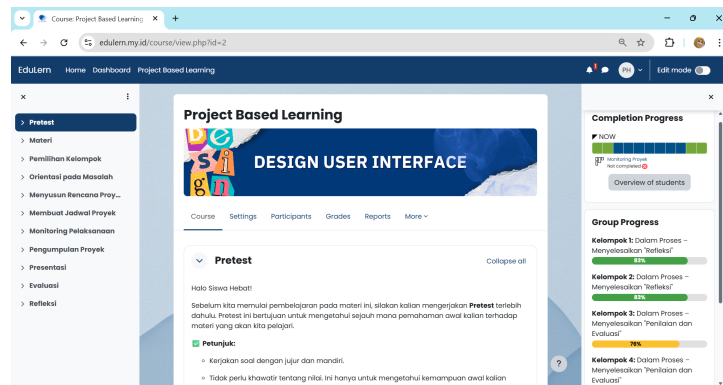 Course: Project Based Learning
edulern.my.id/course/view.php?id=2
EduLern Home Dashboard Project Based Learning
1 PH Edit mode
Pretest
Materi
Pemilihan Kelompok
Orientasi pada Masalah
Menyusun Rencana Proy...
Membuat Jadwal Proyek
Monitoring Pelaksanaan
Pengumpulan Proyek
Presentasi
Evaluasi
Refleksi
Project Based Learning
Design
DESIGN USER INTERFACE
Course Settings Participants Grades Reports More
Pretest
Collapse all
Halo Siswa Hebat!
Sebelum kita memulai pembelajaran pada materi ini, silakan kalian mengerjakan Pretest terlebih
dahulu. Pretest ini bertujuan untuk mengetahui sejauh mana pemahaman awal kalian terhadap
materi yang akan kita pelajari.
Petunjuk:
Kerjakan soal dengan jujur dan mandiri.
Tidak perlu khawatir tentang nilai. Ini hanya untuk mengetahui kemampuan awal kalian
Completion Progress
NOW
Monitoring Proyek
Not completed
Overview of students
Group Progress
Kelompok 1: Dalam Proses –
Menyelesaikan "Refleksi"
83%
Kelompok 2: Dalam Proses –
Menyelesaikan "Refleksi"
83%
Kelompok 3: Dalam Proses –
Menyelesaikan "Penilaian dan
Evaluasi"
76%
Kelompok 4: Dalam Proses –
Menyelesaikan "Penilaian dan
Evaluasi"
?